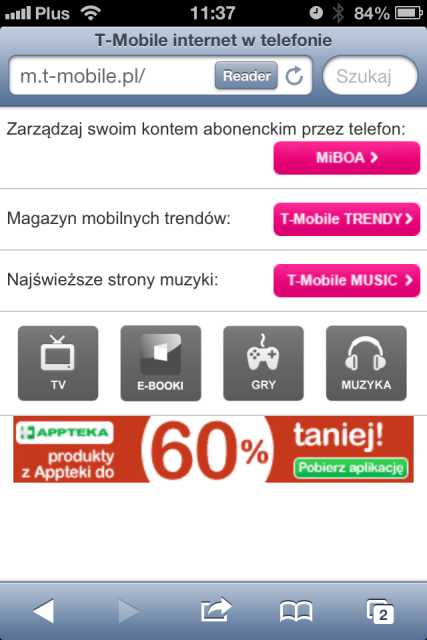 Plus 11:37 84%
T-Mobile internet w telefonie
m.t-mobile.pl/ Reader Szukaj
Zarządzaj swoim kontem abonenckim przez telefon:
MiBOA >
Magazyn mobilnych trendów: T-Mobile TRENDY>
Najświeższe strony muzyki: T-Mobile MUSIC >
TV E-BOOKI GRY MUZYKA
APPTEKA
produkty
z Appteki do
60%
taniej!
Pobierz aplikację
2